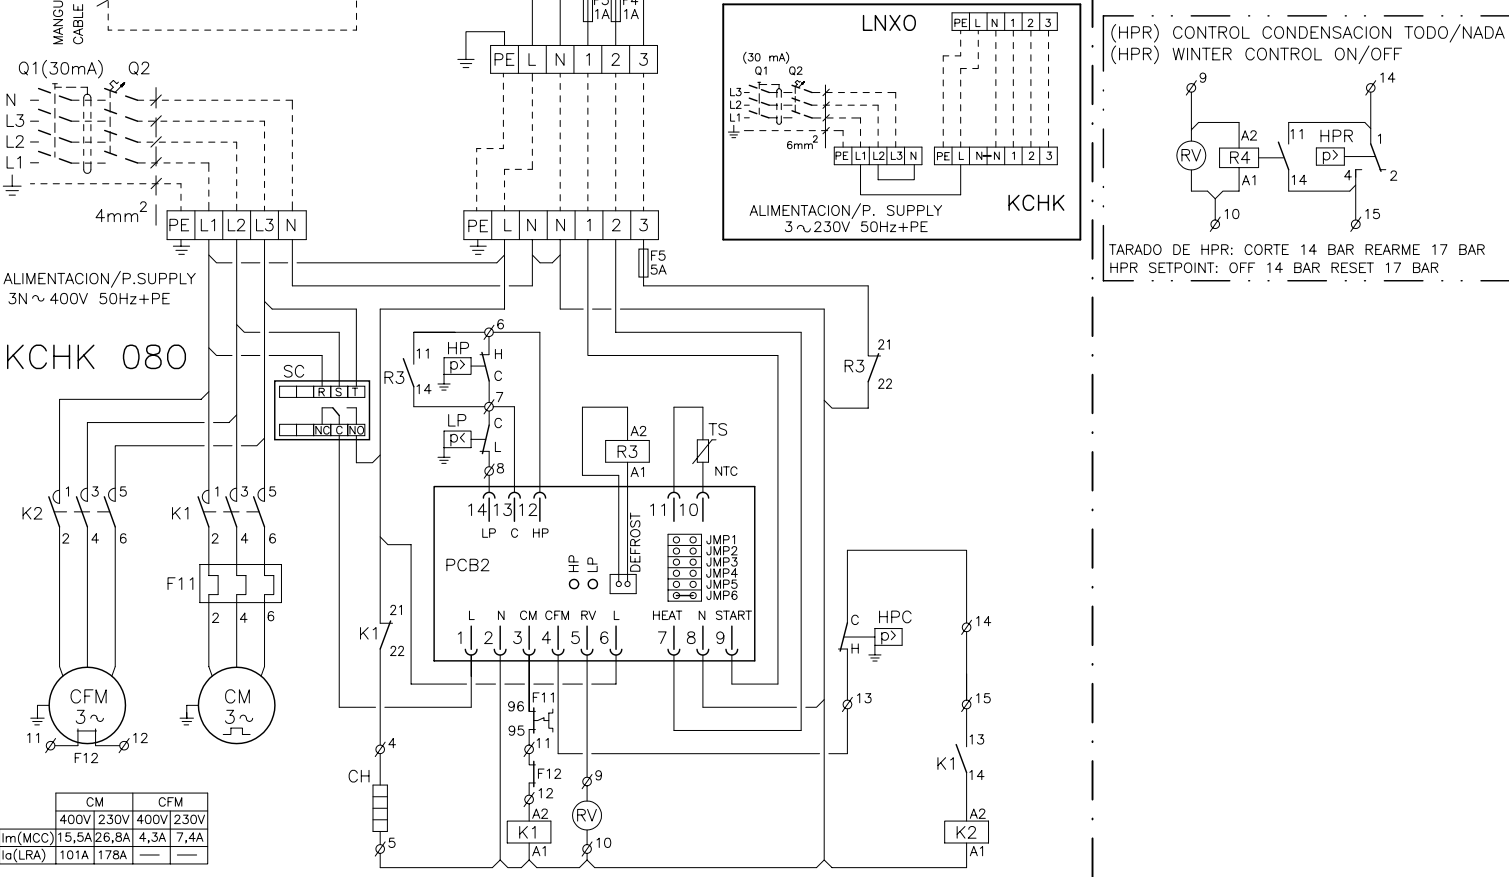 MANGU
CABLE
F3
1A
F4
1A
Q1(30mA) Q2
N
L3
L2
L1
4mm2
PE L1 L2 L3 N
PE L N 1 2 3
PE L N N 1 2 3
F5
5A
ALIMENTACION/P.SUPPLY
3N ~ 400V 50Hz+PE
KCHK 080
LNXO
PE L N 1 2 3
(30 mA)
Q1 Q2
L3
L2
L1
6mm2
PE L1 L2 L3 N
PE L N N 1 2 3
ALIMENTACION/P. SUPPLY
3~230V 50Hz+PE
KCHK
(HPR) CONTROL CONDENSACION TODO/NADA
(HPR) WINTER CONTROL ON/OFF
9 14
A2 11 HPR 1
RV R4 P>
A1 14 4 2
10 15
TARADO DE HPR: CORTE 14 BAR REARME 17 BAR
HPR SETPOINT: OFF 14 BAR RESET 17 BAR
SC
R S T
NC C NO
R3 11 14
6
HP H
P> C
7
LP C
P< L
8
A2
R3
A1
TS
NTC
R3 21 22
14 13 12
LP C HP
11 10
PCB2
HP LP
DEFROST
JMP1
JMP2
JMP3
JMP4
JMP5
JMP6
L N CM CFM RV L HEAT N START
1 2 3 4 5 6 7 8 9
K2 1 3 5
2 4 6
K1 1 3 5
2 4 6
F11
2 4 6
CFM
3~
11 12
F12
CM
3~
K1 21 22
4
CH
5
96 F11
95
11
F12
12
A2
K1
A1
9
RV
10
C HPC
P>
H
13
14
15
13
K1
14
A2
K2
A1
CM CFM
400V 230V 400V 230V
Im(MCC) 15,5A 26,8A 4,3A 7,4A
Ia(LRA) 101A 178A — —